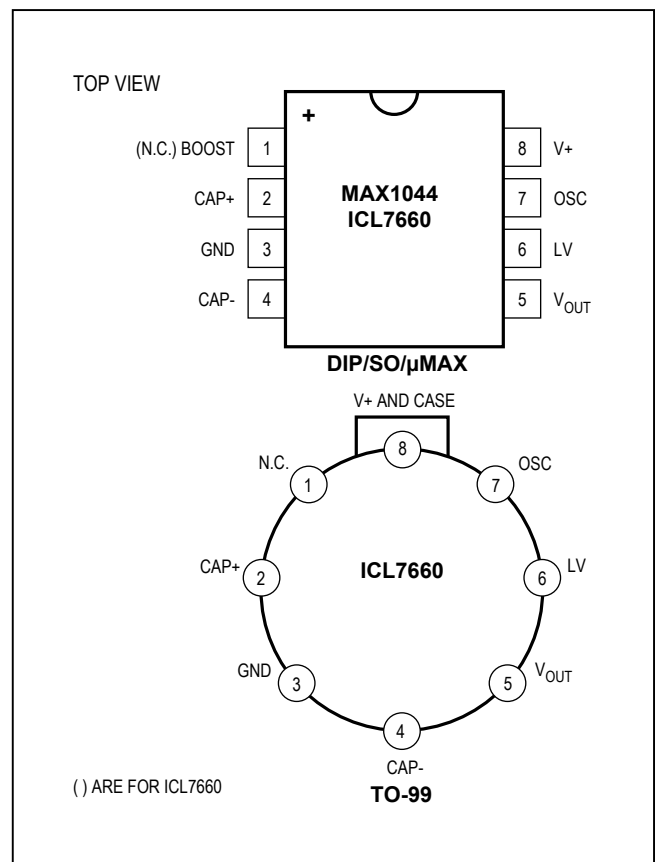 TOP VIEW
+
(N.C.) BOOST 1
8 V+
CAP+ 2
7 OSC
GND 3
6 LV
CAP- 4
5 VOUT
MAX1044
ICL7660
DIP/SO/µMAX
V+ AND CASE
8
N.C.
1
OSC
7
CAP+ 2
ICL7660
6 LV
GND
3
VOUT
5
4
CAP-
TO-99
( ) ARE FOR ICL7660